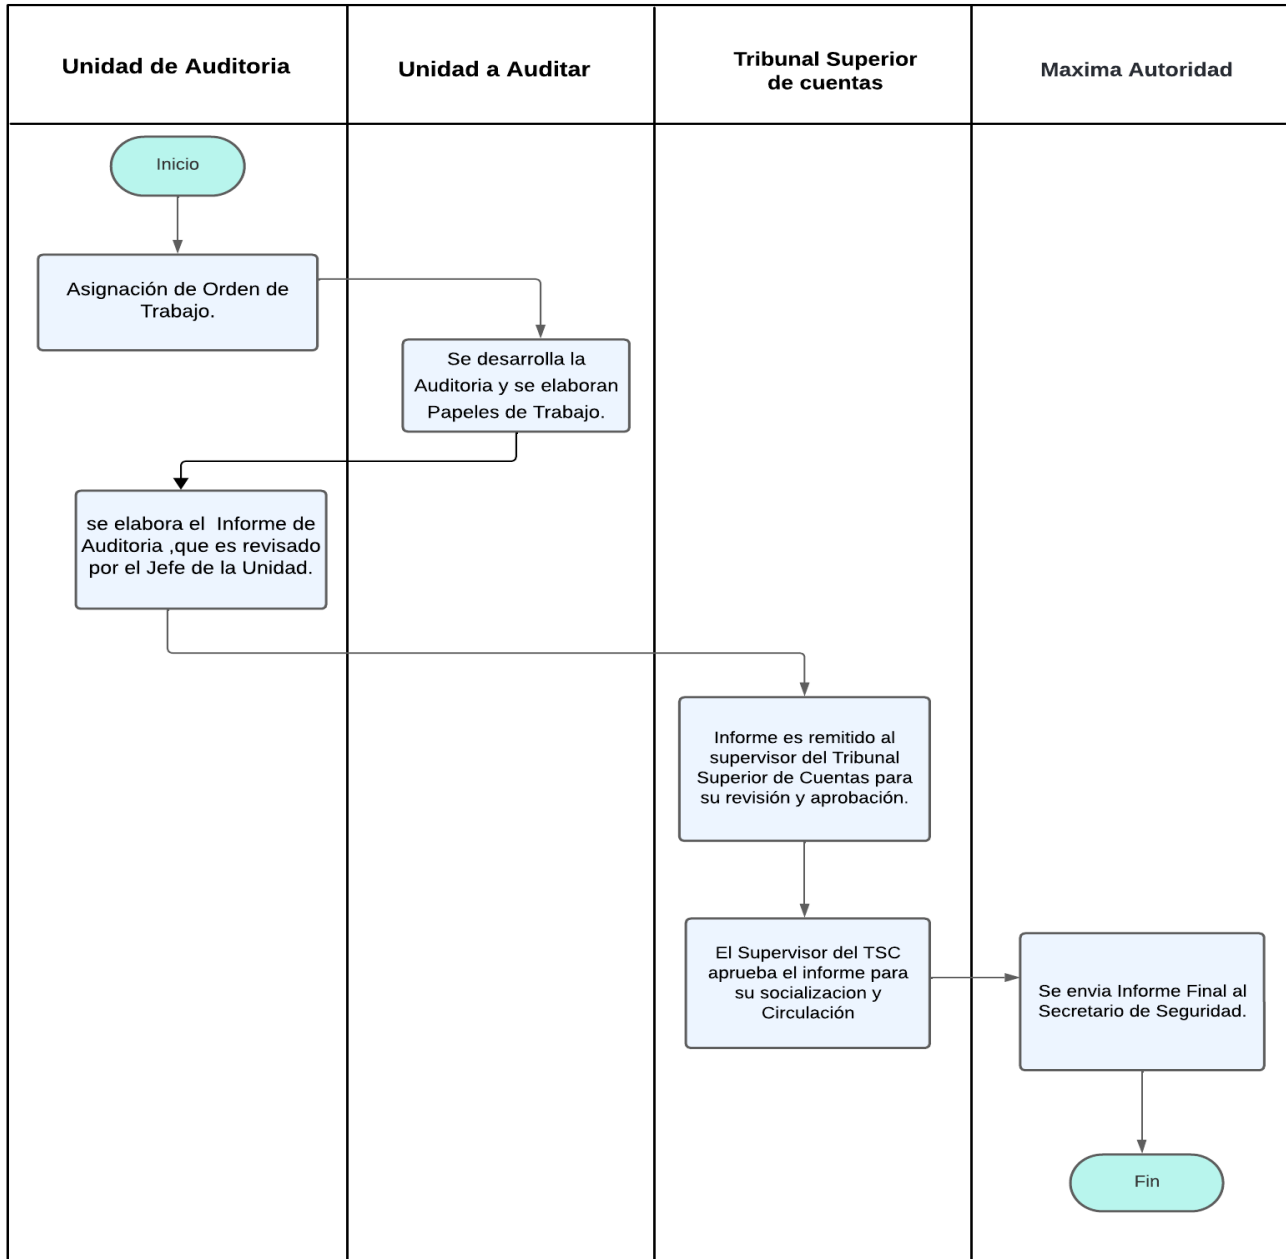 Unidad de Auditoria
Unidad a Auditar
Tribunal Superior
de cuentas
Maxima Autoridad
Inicio
Asignación de Orden de
Trabajo.
Se desarrolla la
Auditoria y se elaboran
Papeles de Trabajo.
se elabora el  Informe de
Auditoria ,que es revisado
por el Jefe de la Unidad.
Informe es remitido al
supervisor del Tribunal
Superior de Cuentas para
su revisión y aprobación.
El Supervisor del TSC
aprueba el informe para
su socializacion y
Circulación
Se envia Informe Final al
Secretario de Seguridad.
Fin